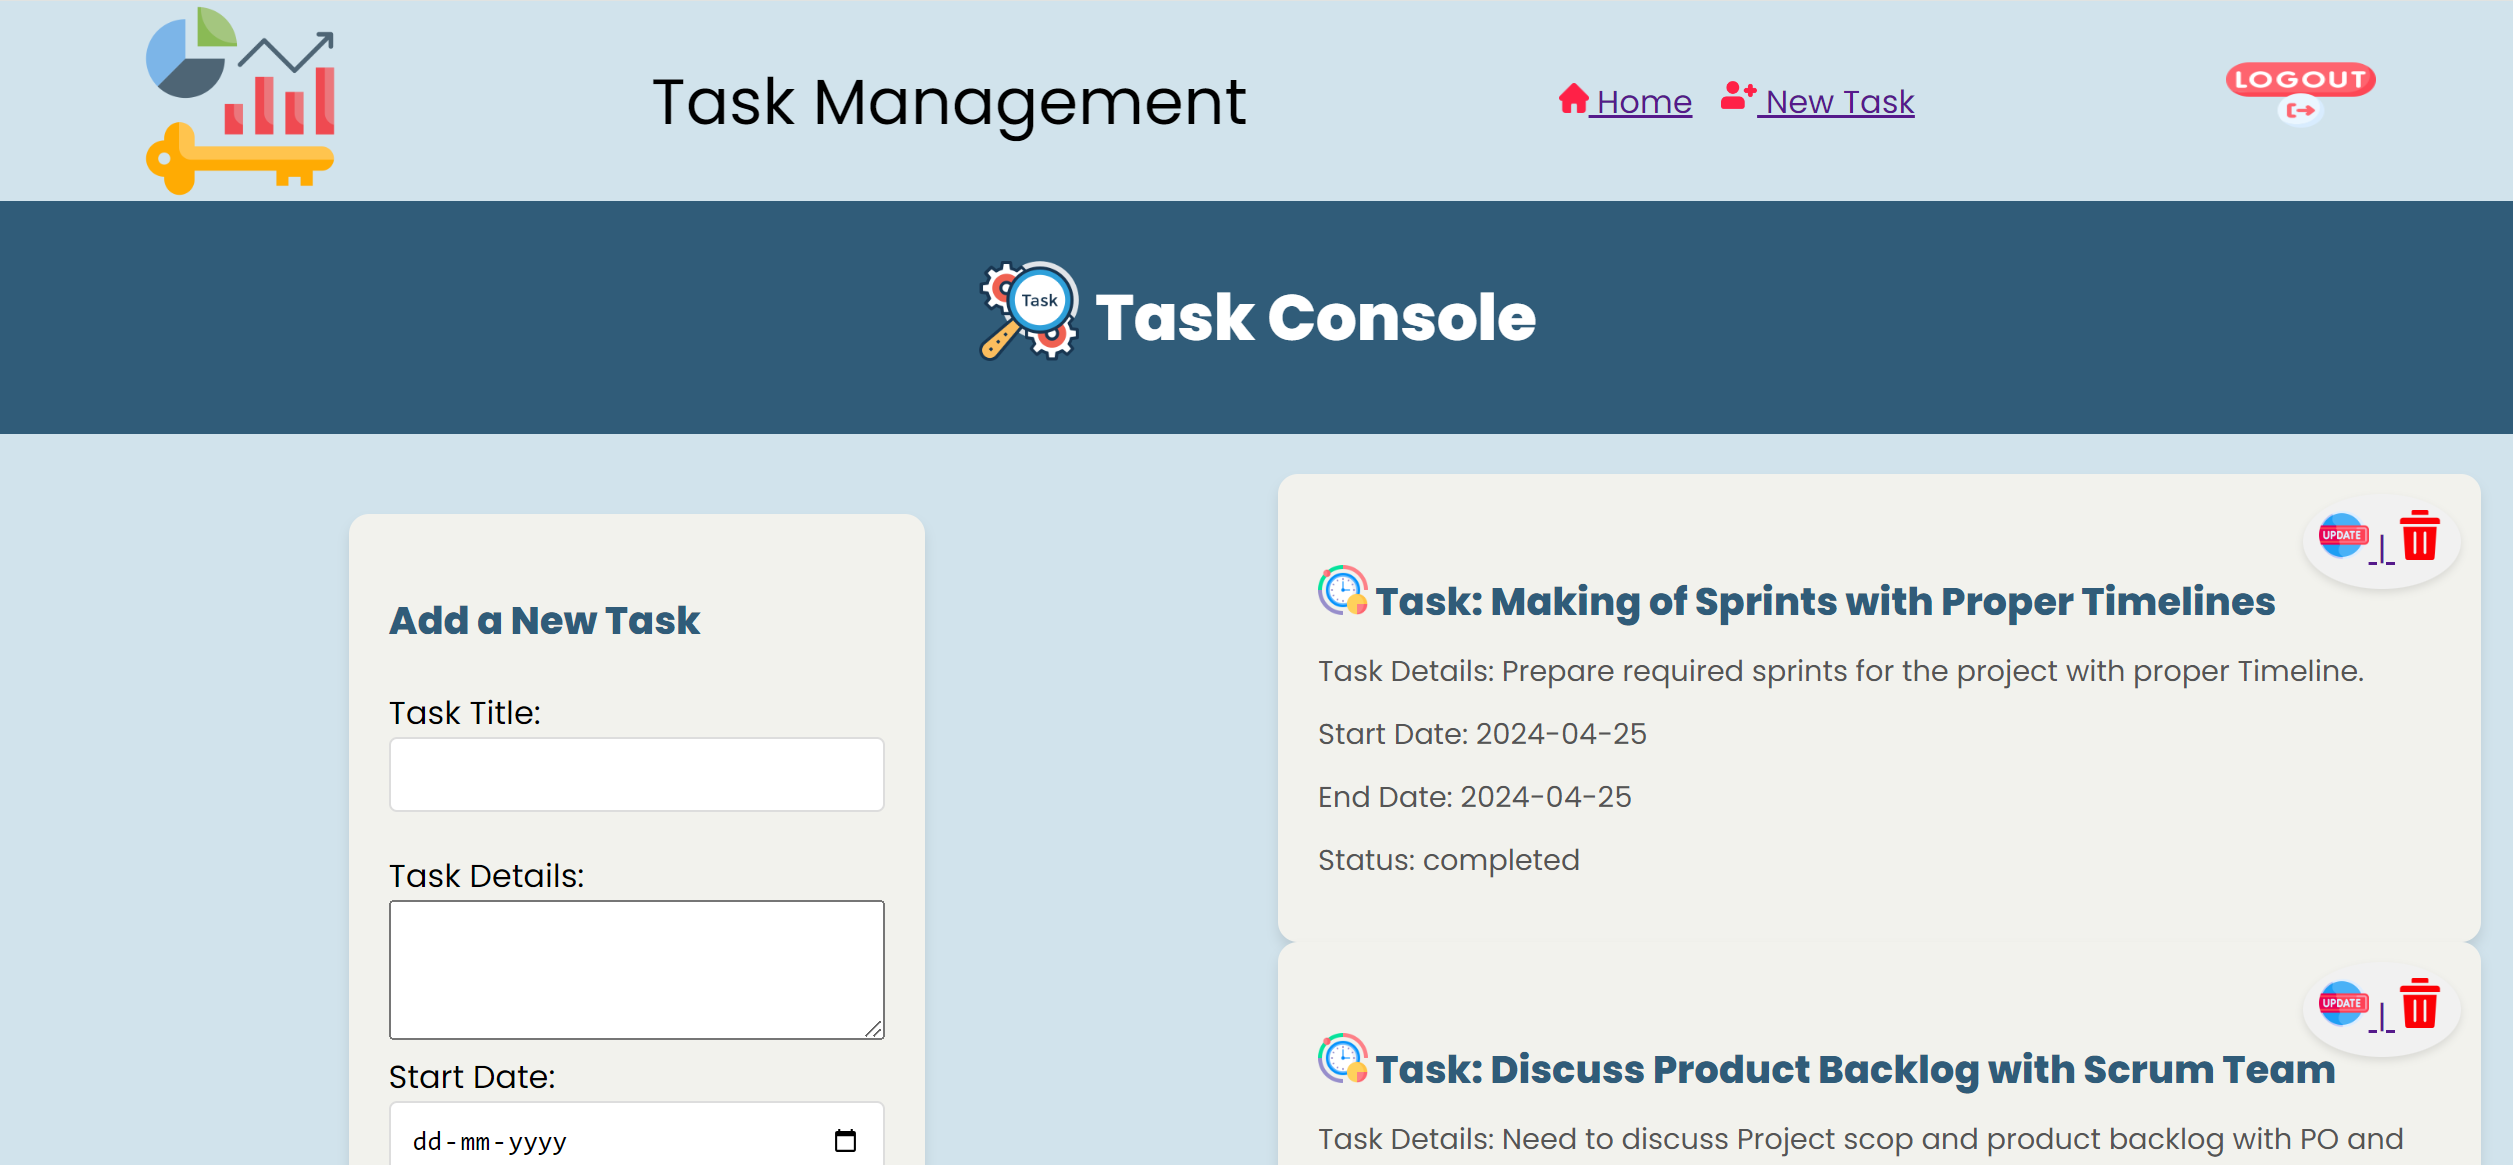 Task Management
Home
New Task
LOGOUT
Task
Task Console
Add a New Task
Task Title:
Task Details:
Start Date:
dd-mm-yyyy
UPDATE
|
Task: Making of Sprints with Proper Timelines
Task Details: Prepare required sprints for the project with proper Timeline.
Start Date: 2024-04-25
End Date: 2024-04-25
Status: completed
UPDATE
|
Task: Discuss Product Backlog with Scrum Team
Task Details: Need to discuss Project scop and product backlog with PO and